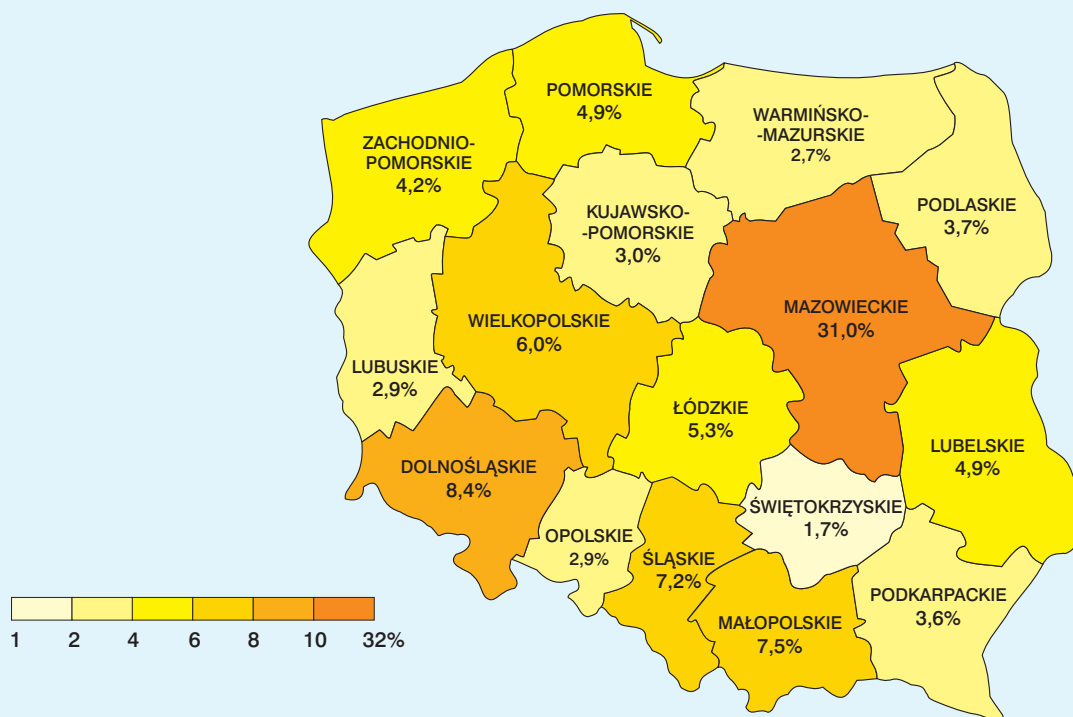 POMORSKIE
4,9%
WARMIŃSKO-
-MAZURSKIE
2,7%
ZACHODNIO-
POMORSKIE
4,2%
PODLASKIE
3,7%
KUJAWSKO-
-POMORSKIE
3,0%
MAZOWIECKIE
31,0%
WIELKOPOLSKIE
6,0%
LUBUSKIE
2,9%
ŁÓDZKIE
5,3%
LUBELSKIE
4,9%
DOLNOŚLĄSKIE
8,4%
ŚWIĘTOKRZYSKIE
1,7%
OPOLSKIE
2,9%
ŚLĄSKIE
7,2%
PODKARPACKIE
3,6%
MAŁOPOLSKIE
7,5%
1 2 4 6 8 10 32%